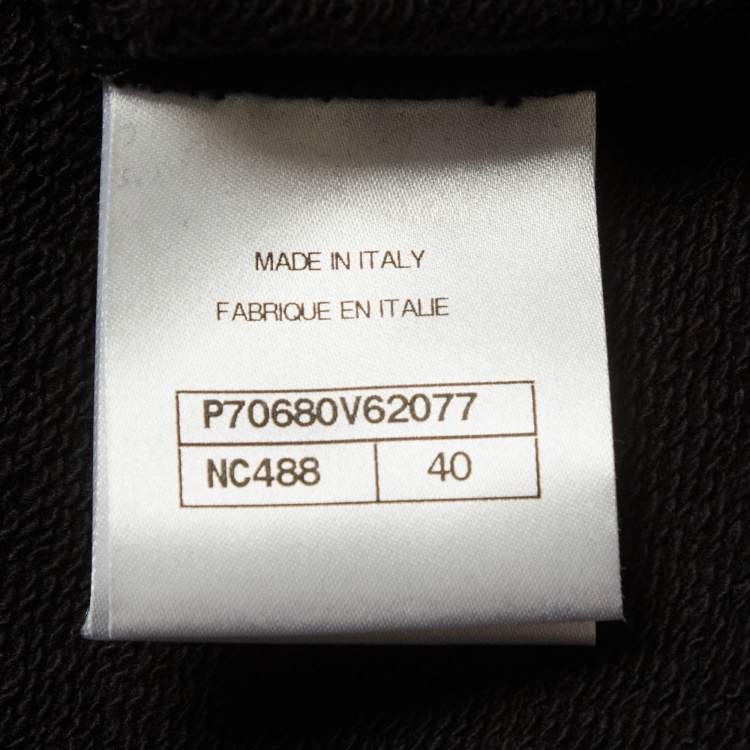 MADE IN ITALY
FABRIQUE EN ITALIE
P70680V62077
NC488 40